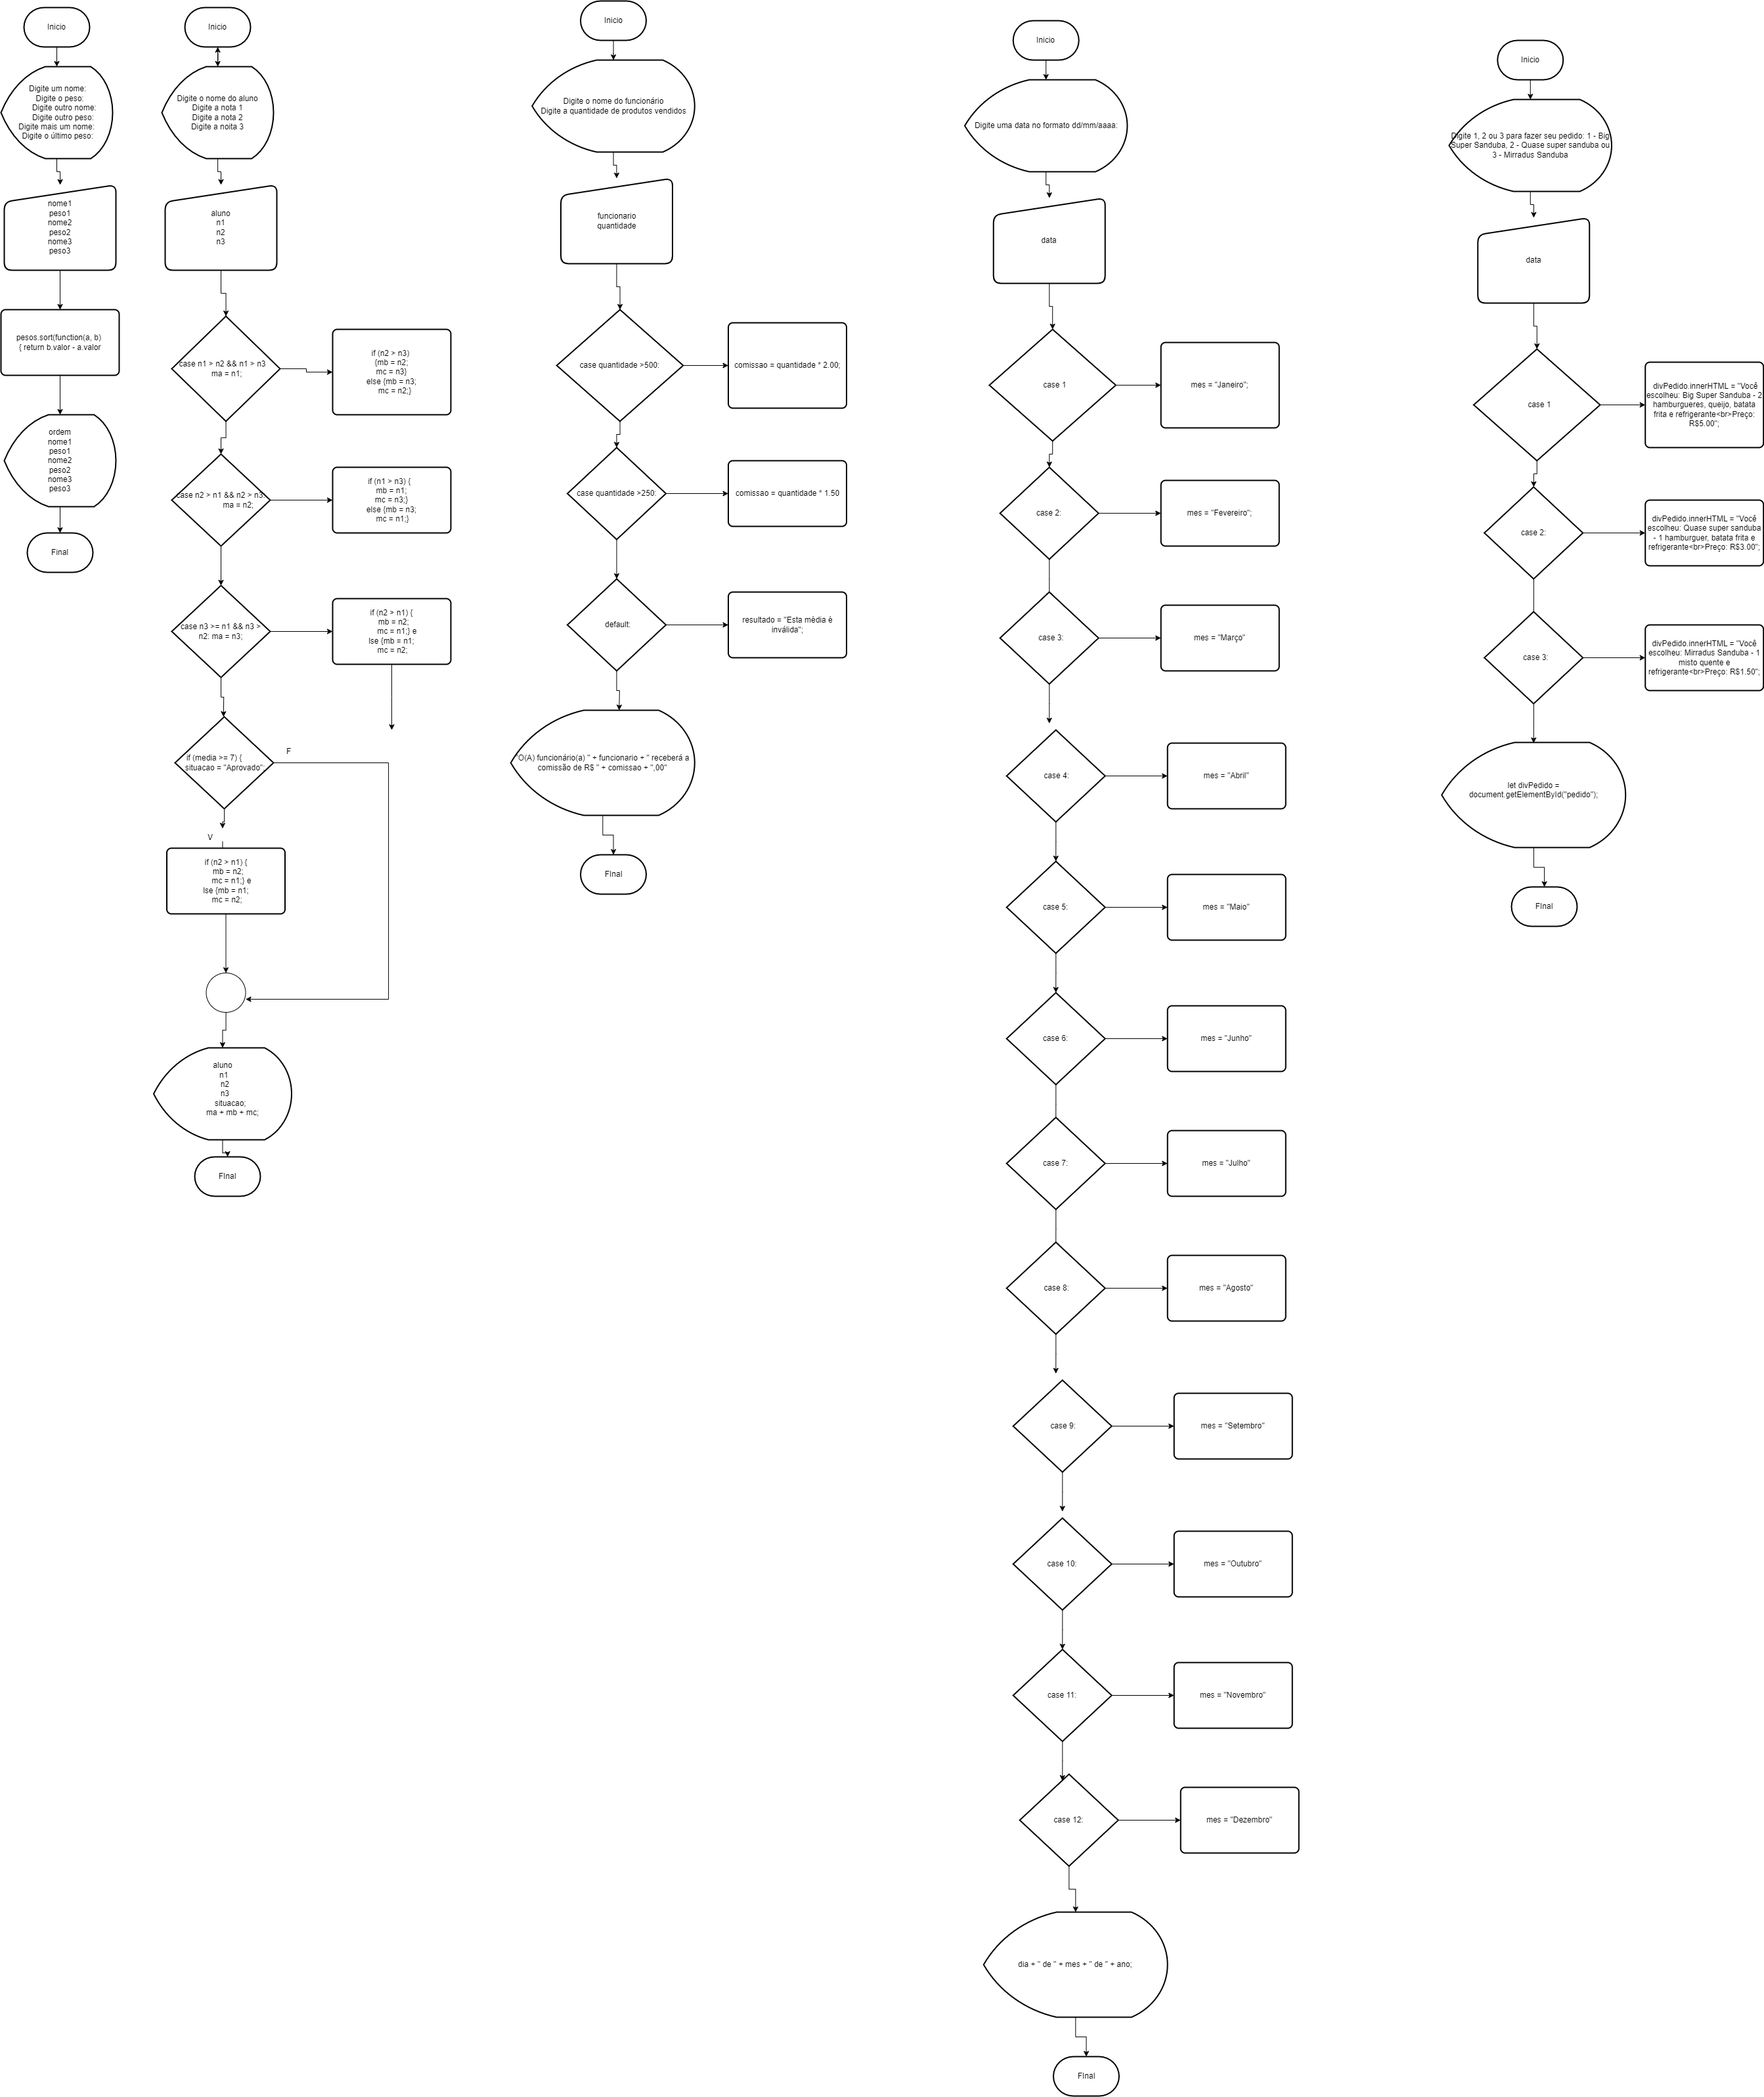 Inicio
Digite um nome:
Digite o peso:
Digite outro nome:
Digite outro peso:
Digite mais um nome:
Digite o último peso:
nome1
peso1
nome2
peso2
nome3
peso3
pesos.sort(function(a, b)
{ return b.valor - a.valor
ordem
nome1
peso1
nome2
peso2
nome3
peso3
Final
Inicio
Digite o nome do aluno
Digite a nota 1
Digite a nota 2
Digite a noita 3
aluno
n1
n2
n3
case n1 > n2 && n1 > n3
ma = n1;
if (n2 > n3)
{mb = n2;
mc = n3}
else {mb = n3;
mc = n2;}
case n2 > n1 && n2 > n3:
ma = n2;
if (n1 > n3) {
mb = n1;
mc = n3;}
else {mb = n3;
mc = n1;}
case n3 >= n1 && n3 >
n2: ma = n3;
if (n2 > n1) {
mb = n2;
mc = n1;} e
lse {mb = n1;
mc = n2;
if (media >= 7) {
situacao = "Aprovado";
F
V
if (n2 > n1) {
mb = n2;
mc = n1;} e
lse {mb = n1;
mc = n2;
aluno
n1
n2
n3
situacao;
ma + mb + mc;
FInal
Inicio
Digite o nome do funcionário
Digite a quantidade de produtos vendidos
funcionario
quantidade
case quantidade >500:
comissao = quantidade * 2.00;
case quantidade >250:
comissao = quantidade * 1.50
default:
resultado = "Esta média é
inválida";
O(A) funcionário(a) " + funcionario + " receberá a
comissão de R$ " + comissao + ",00"
FInal
Inicio
Digite uma data no formato dd/mm/aaaa:
data
case 1
mes = "Janeiro";
case 2:
mes = "Fevereiro";
case 3:
mes = "Março"
case 4:
mes = "Abril"
case 5:
mes = "Maio"
case 6:
mes = "Junho"
case 7:
mes = "Julho"
case 8:
mes = "Agosto"
case 9:
mes = "Setembro"
case 10:
mes = "Outubro"
case 11:
mes = "Novembro"
case 12:
mes = "Dezembro"
dia + " de " + mes + " de " + ano;
FInal
Inicio
Digite 1, 2 ou 3 para fazer seu pedido: 1 - Big
Super Sanduba, 2 - Quase super sanduba ou
3 - Mirradus Sanduba
data
case 1
divPedido.innerHTML = "Você
escolheu: Big Super Sanduba - 2
hamburgueres, queijo, batata
frita e refrigerante<br>Preço:
R$5.00";
case 2:
divPedido.innerHTML = "Você
escolheu: Quase super sanduba
- 1 hamburguer, batata frita e
refrigerante<br>Preço: R$3.00";
case 3:
divPedido.innerHTML = "Você
escolheu: Mirradus Sanduba - 1
misto quente e
refrigerante<br>Preço: R$1.50";
let divPedido =
document.getElementById("pedido");
FInal